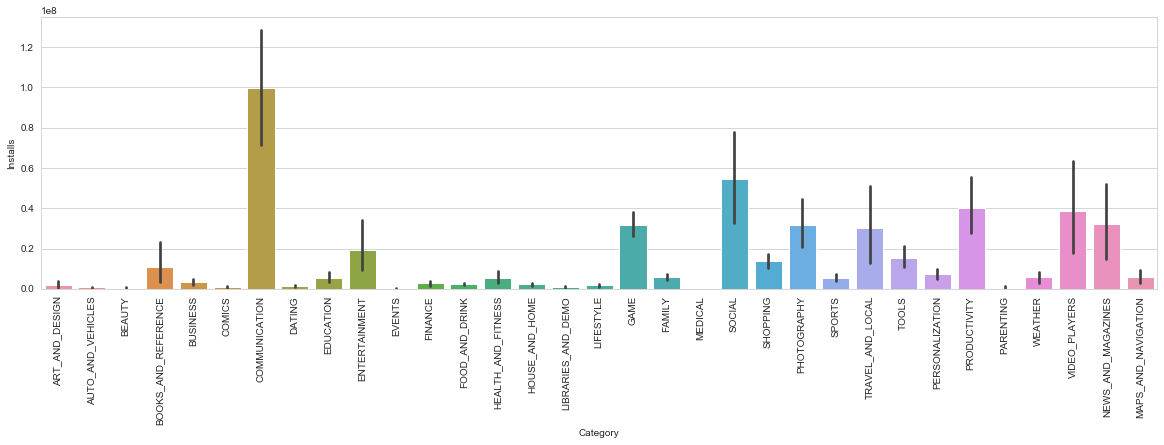 1e8
1.2
1.0
0.8
0.6
0.4
0.2
0.0
Installs
ART_AND_DESIGN
AUTO_AND_VEHICLES
BEAUTY
BOOKS_AND_REFERENCE
BUSINESS
COMICS
COMMUNICATION
DATING
EDUCATION
ENTERTAINMENT
EVENTS
FINANCE
FOOD_AND_DRINK
HEALTH_AND_FITNESS
HOUSE_AND_HOME
LIBRARIES_AND_DEMO
LIFESTYLE
GAME
FAMILY
MEDICAL
SOCIAL
SHOPPING
PHOTOGRAPHY
SPORTS
TRAVEL_AND_LOCAL
TOOLS
PERSONALIZATION
PRODUCTIVITY
PARENTING
WEATHER
VIDEO_PLAYERS
NEWS_AND_MAGAZINES
MAPS_AND_NAVIGATION
Category